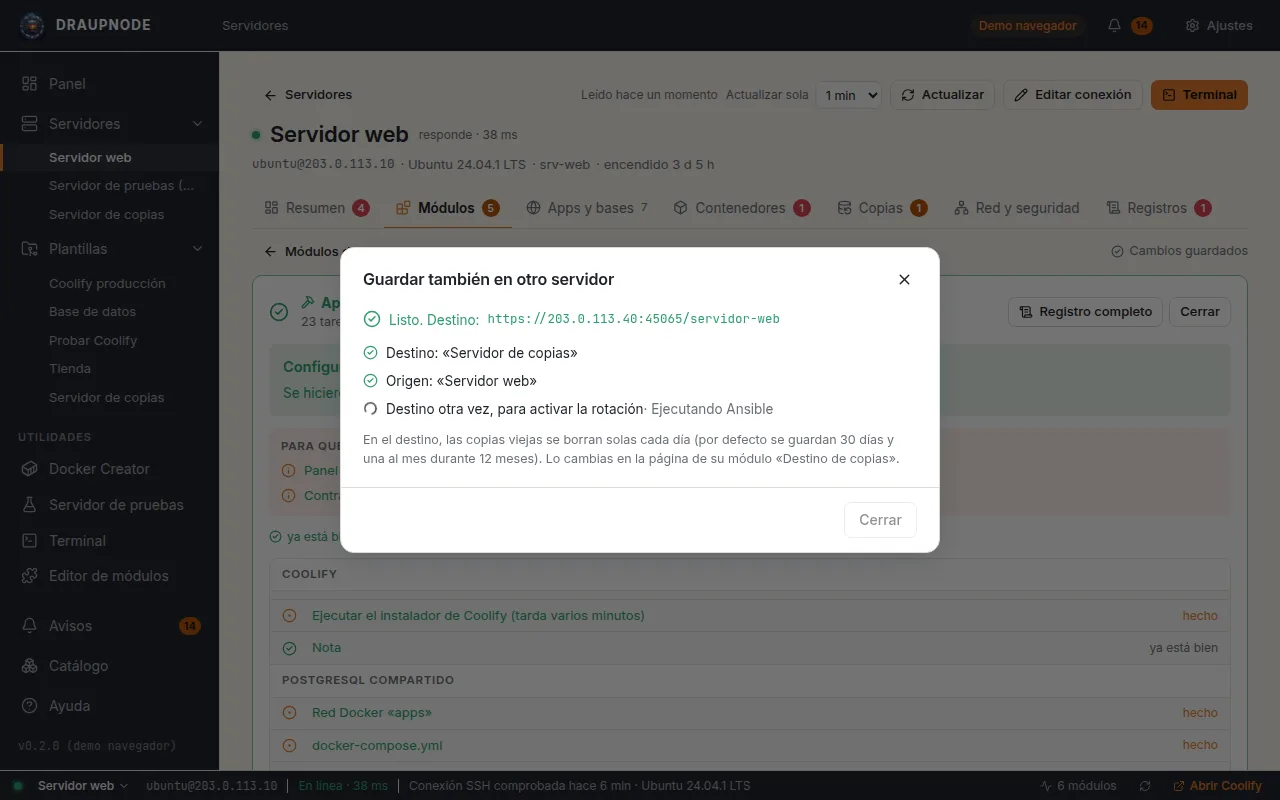 DRAUPNODE
Servidores
Demo navegador
14
Ajustes
Panel
Servidores
Servidor web
Servidor de pruebas (...
Servidor de copias
Plantillas
Coolify producción
Base de datos
Probar Coolify
Tienda
Servidor de copias
UTILIDADES
Docker Creator
Servidor de pruebas
Terminal
Editor de módulos
Avisos
14
Catálogo
Ayuda
v0.2.0 (demo navegador)
Servidores
Leído hace un momento
Actualizar sola
1 min
Actualizar
Editar conexión
Terminal
Servidor web
responde · 38 ms
ubuntu@203.0.113.10 · Ubuntu 24.04.1 LTS · srv-web · encendido 3 d 5 h
Resumen 4
Módulos 5
Apps y bases 7
Contenedores 1
Copias 1
Red y seguridad
Registros 1
Módulos
Cambios guardados
Registro completo
Cerrar
23 tare
Configu
Se hicier
PARA QUE
Panel
Contra
ya está bi
Guardar también en otro servidor
Listo. Destino: https://203.0.113.40:45065/servidor-web
Destino: «Servidor de copias»
Origen: «Servidor web»
Destino otra vez, para activar la rotación· Ejecutando Ansible
En el destino, las copias viejas se borran solas cada día (por defecto se guardan 30 días y
una al mes durante 12 meses). Lo cambias en la página de su módulo «Destino de copias».
Cerrar
COOLIFY
Ejecutar el instalador de Coolify (tarda varios minutos)
hecho
Nota
ya está bien
POSTGRESQL COMPARTIDO
Red Docker «apps»
hecho
docker-compose.yml
hecho
Servidor web
ubuntu@203.0.113.10
En línea · 38 ms
Conexión SSH comprobada hace 6 min · Ubuntu 24.04.1 LTS
6 módulos
Abrir Coolify